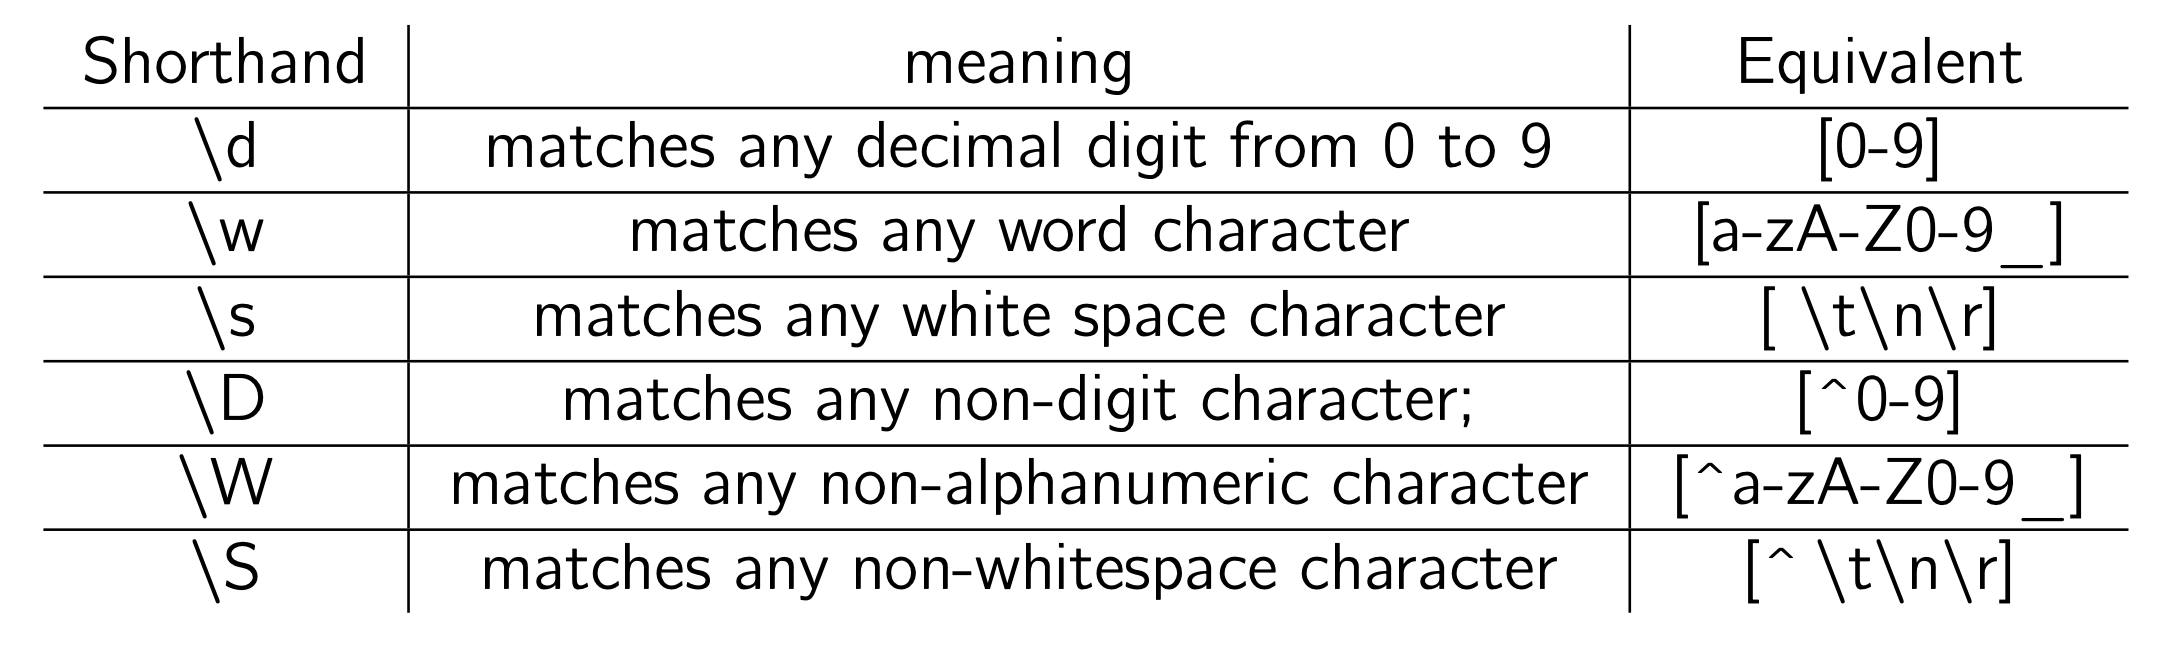 Shorthand meaning Equivalent
\d matches any decimal digit from 0 to 9 [0-9]
\w matches any word character [a-zA-Z0-9_]
\s matches any white space character [ \t\n\r]
\D matches any non-digit character; [^0-9]
\W matches any non-alphanumeric character [^a-zA-Z0-9_]
\S matches any non-whitespace character [^ \t\n\r]